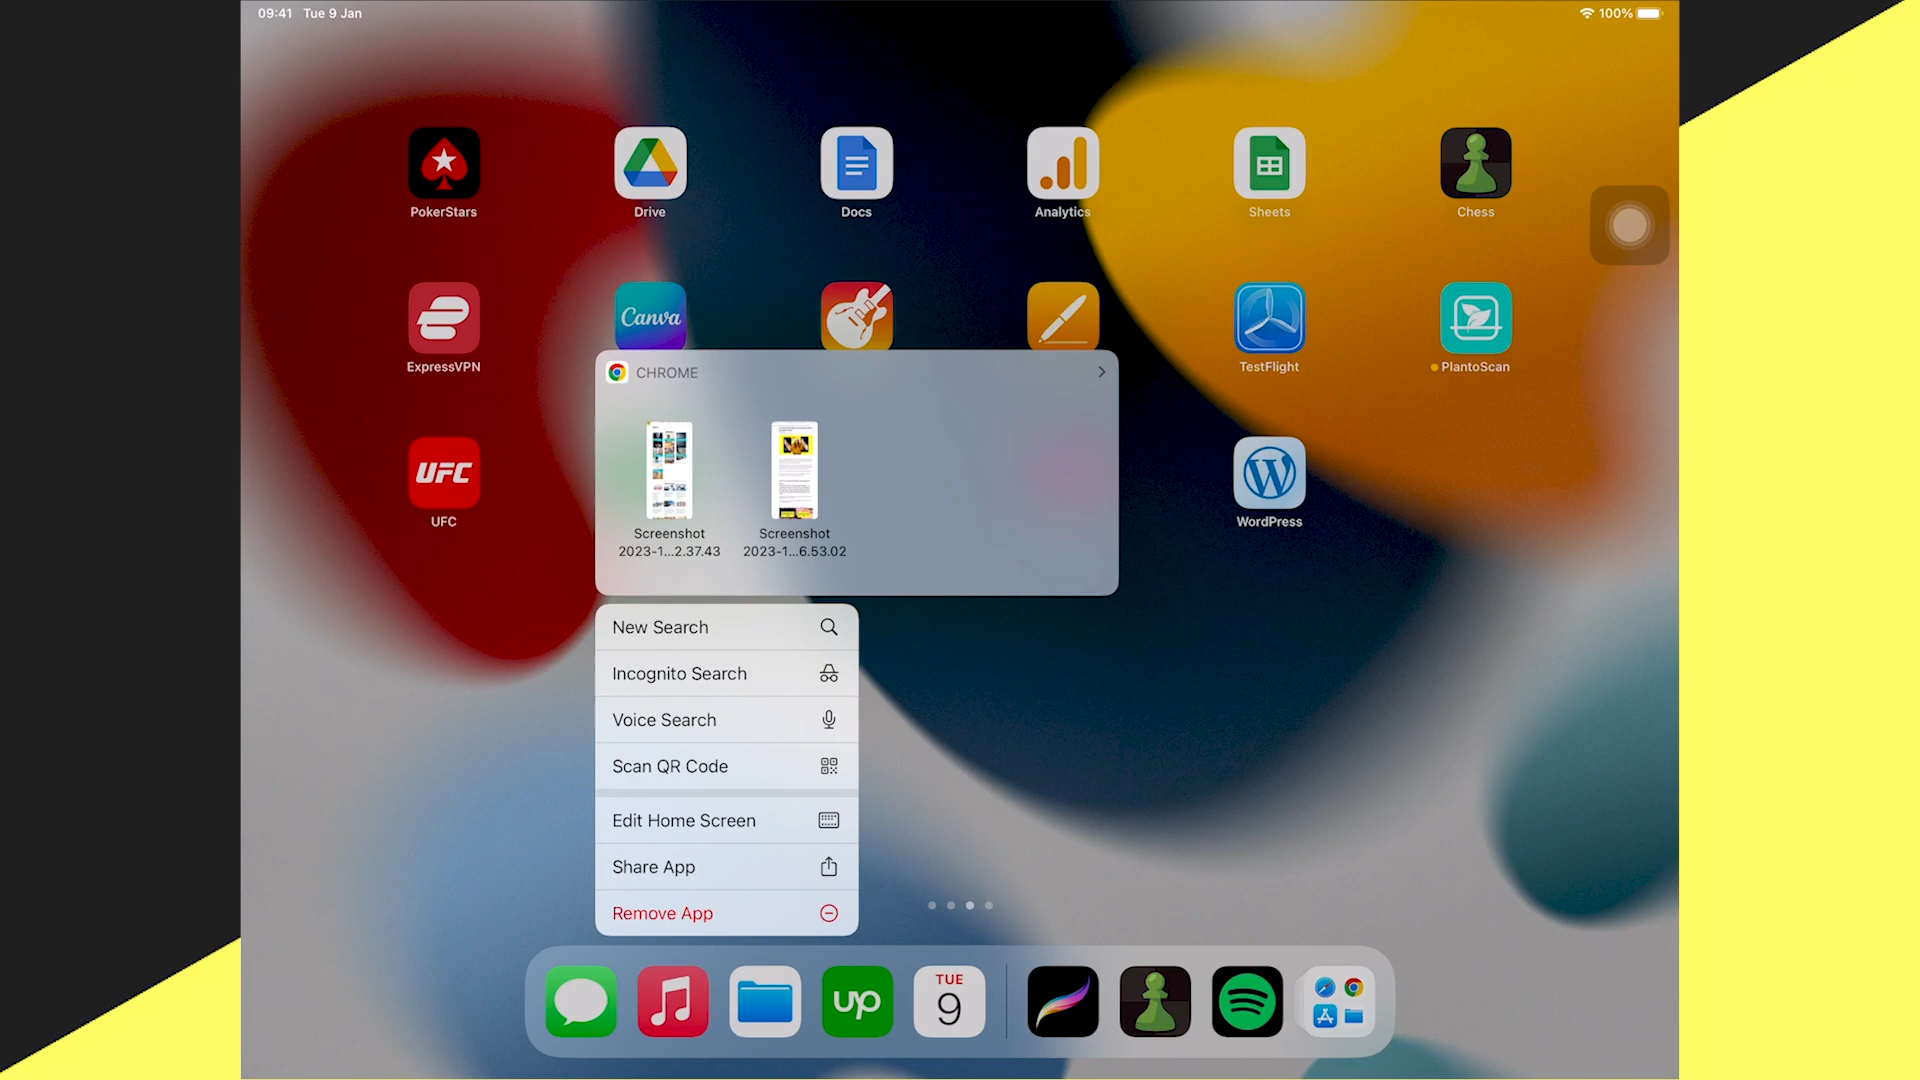 09:41 Tue 9 Jan
100%
PokerStars
Drive
Docs
Analytics
Sheets
Chess
Canva
ExpressVPN
TestFlight
PlantoScan
CHROME
UFC
UFC
WordPress
Screenshot
2023-1...2.37.43
Screenshot
2023-1...6.53.02
New Search
Incognito Search
Voice Search
Scan QR Code
Edit Home Screen
Share App
Remove App
up
TUE
9